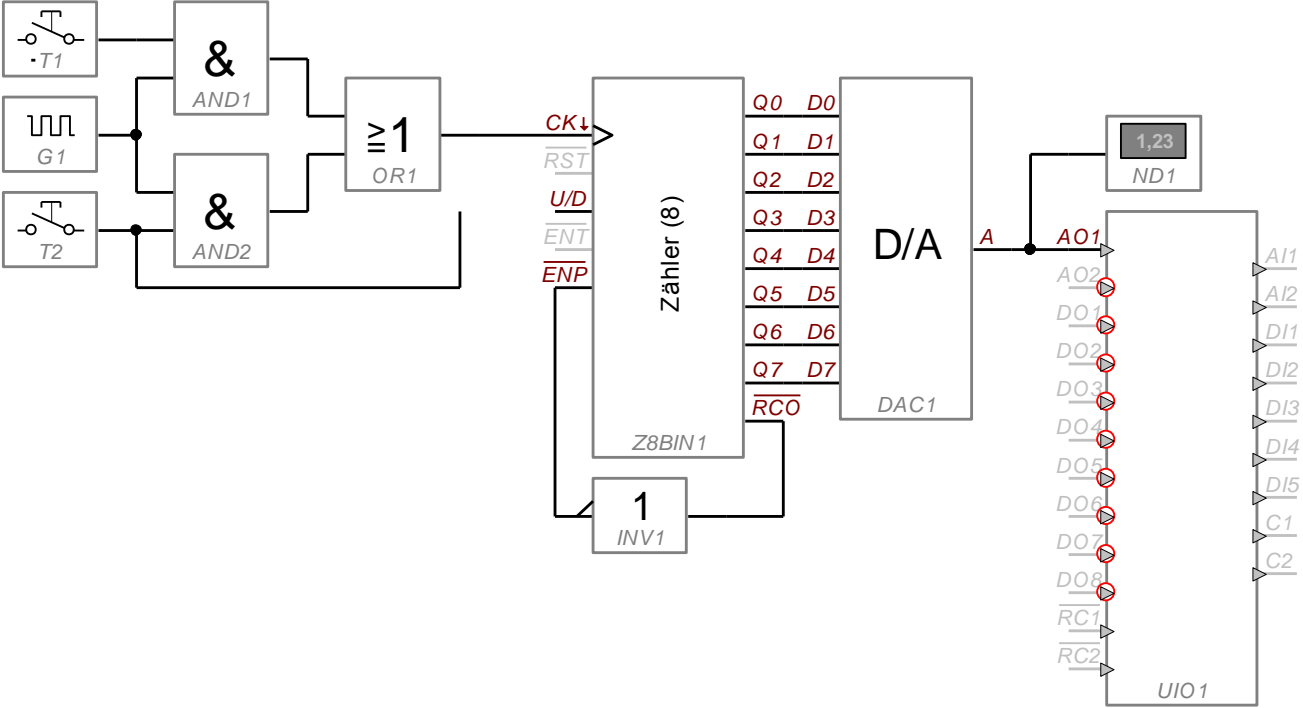 -T1
G1
T2
&
AND1
&
AND2
≧1
OR1
CK↓
RST
U/D
ENT
ENP
Zähler (8)
Z8BIN1
Q0 D0
Q1 D1
Q2 D2
Q3 D3
Q4 D4
Q5 D5
Q6 D6
Q7 D7
RCO
1
INV1
D/A
DAC1
A
1,23
ND1
AO1
AO2
DO1
DO2
DO3
DO4
DO5
DO6
DO7
DO8
RC1
RC2
AI1
AI2
DI1
DI2
DI3
DI4
DI5
C1
C2
UIO1